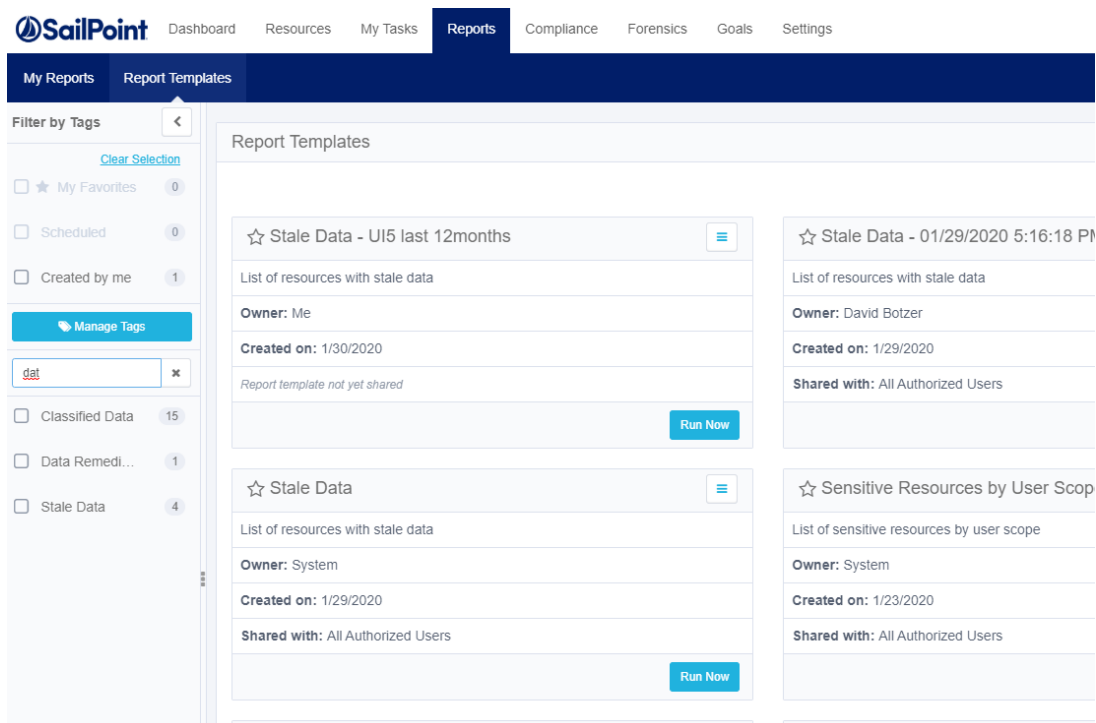 SailPoint Dashboard Resources My Tasks Reports Compliance Forensics Goals Settings
My Reports Report Templates
Filter by Tags
Clear Selection
My Favorites 0
Scheduled 0
Created by me 1
Manage Tags
dat
Classified Data 15
Data Remedi... 1
Stale Data 4
Report Templates
Stale Data - UI5 last 12months
List of resources with stale data
Owner: Me
Created on: 1/30/2020
Report template not yet shared
Run Now
Stale Data - 01/29/2020 5:16:18 PM
List of resources with stale data
Owner: David Botzer
Created on: 1/29/2020
Shared with: All Authorized Users
Stale Data
List of resources with stale data
Owner: System
Created on: 1/29/2020
Shared with: All Authorized Users
Run Now
Sensitive Resources by User Scop
List of sensitive resources by user scope
Owner: System
Created on: 1/23/2020
Shared with: All Authorized Users